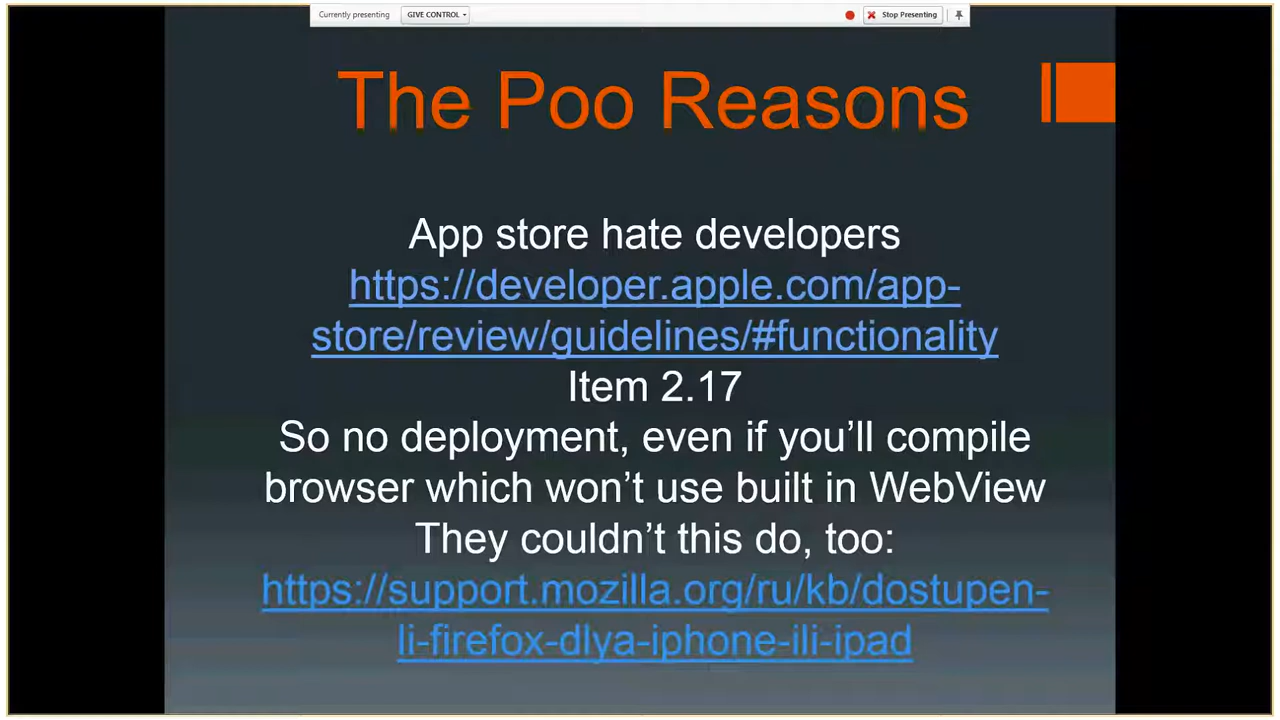 Currently presenting GIVE CONTROL Stop Presenting
The Poo Reasons
App store hate developers
https://developer.apple.com/app-
store/review/guidelines/#functionality
Item 2.17
So no deployment, even if you’ll compile
browser which won’t use built in WebView
They couldn’t this do, too:
https://support.mozilla.org/ru/kb/dostupen-
li-firefox-dlya-iphone-ili-ipad